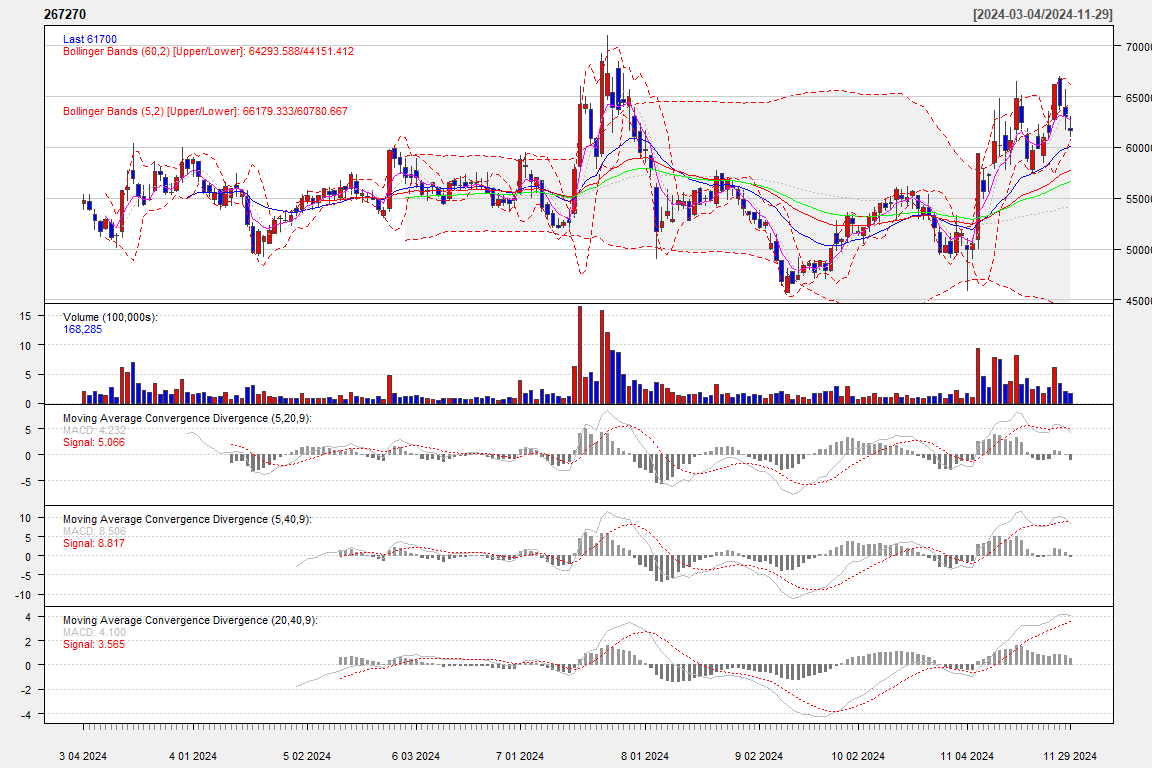 267270 [2024-03-04/2024-11-29]
Last 61700
Bollinger Bands (60,2) [Upper/Lower]: 64293.588/44151.412
Bollinger Bands (5,2) [Upper/Lower]: 66179.333/60780.667
70000
65000
60000
55000
50000
45000
Volume (100,000s):
168,285
15
10
5
0
Moving Average Convergence Divergence (5,20,9):
MACD: 4.232
Signal: 5.066
5
0
-5
Moving Average Convergence Divergence (5,40,9):
MACD: 8.506
Signal: 8.817
10
5
0
-5
-10
Moving Average Convergence Divergence (20,40,9):
MACD: 4.100
Signal: 3.565
4
2
0
-2
-4
3 04 2024 4 01 2024 5 02 2024 6 03 2024 7 01 2024 8 01 2024 9 02 2024 10 02 2024 11 04 2024 11 29 2024